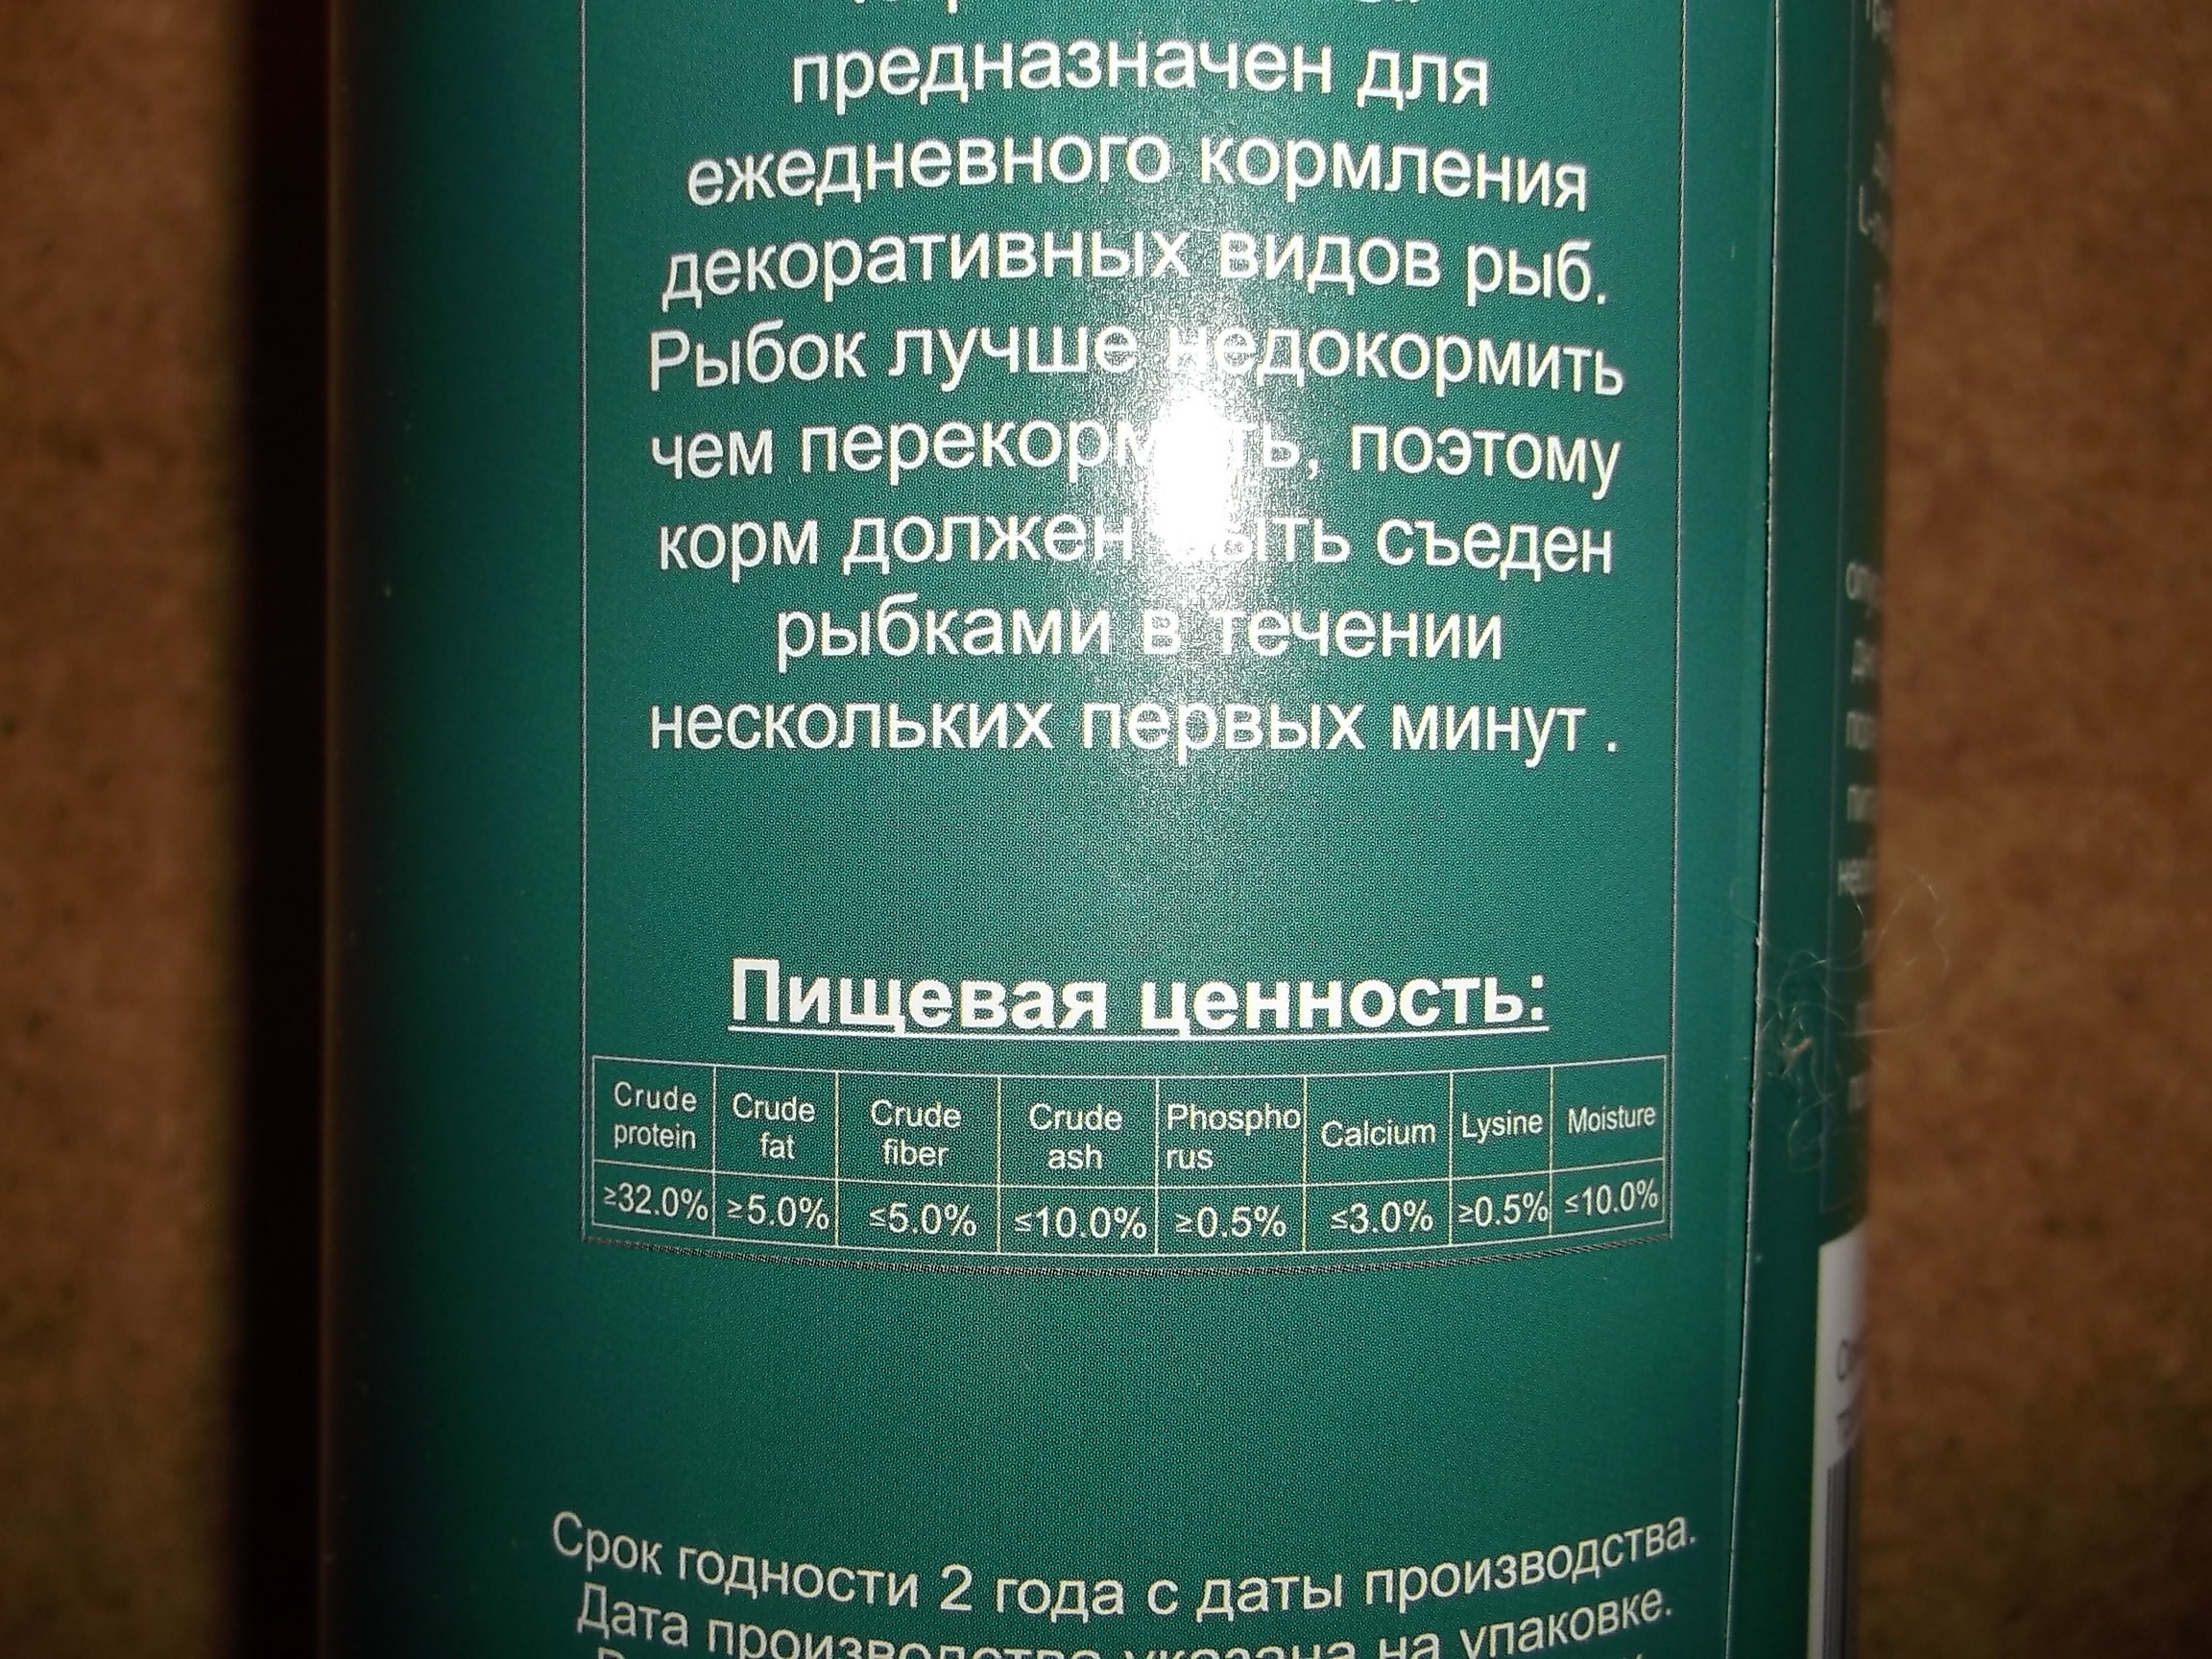 предназначен для
ежедневного кормления
декоративных видов рыб.
Рыбок лучше недокормить
чем перекормить, поэтому
корм должен быть съеден
рыбками в течении
нескольких первых минут .
Пищевая ценность:
Crude protein Crude fat Crude fiber Crude ash Phospho rus Calcium Lysine Moisture
≥32.0% ≥5.0% ≤5.0% ≤10.0% ≥0.5% ≤3.0% ≥0.5% ≤10.0%
Срок годности 2 года с даты производства.
Дата производства указана на упаковке.